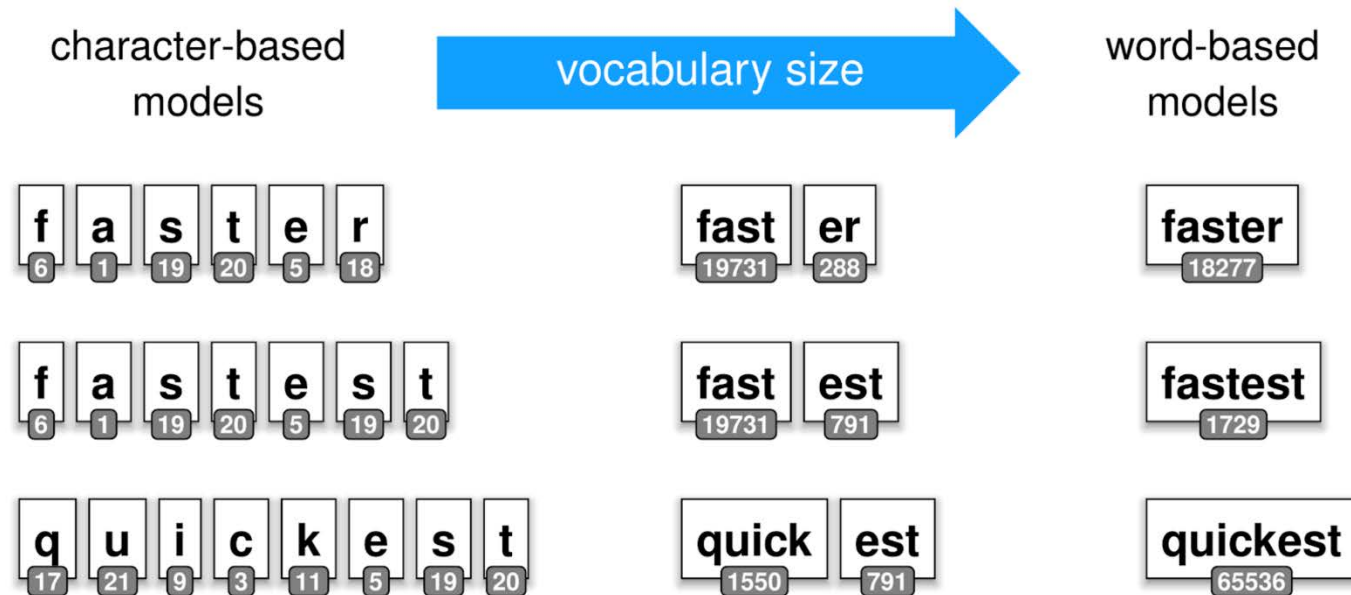 character-based
models
vocabulary size
word-based
models
f a s t e r
6 1 19 20 5 18
fast er
19731 288
faster
18277
f a s t e s t
6 1 19 20 5 19 20
fast est
19731 791
fastest
1729
q u i c k e s t
17 21 9 3 11 5 19 20
quick est
1550 791
quickest
65536